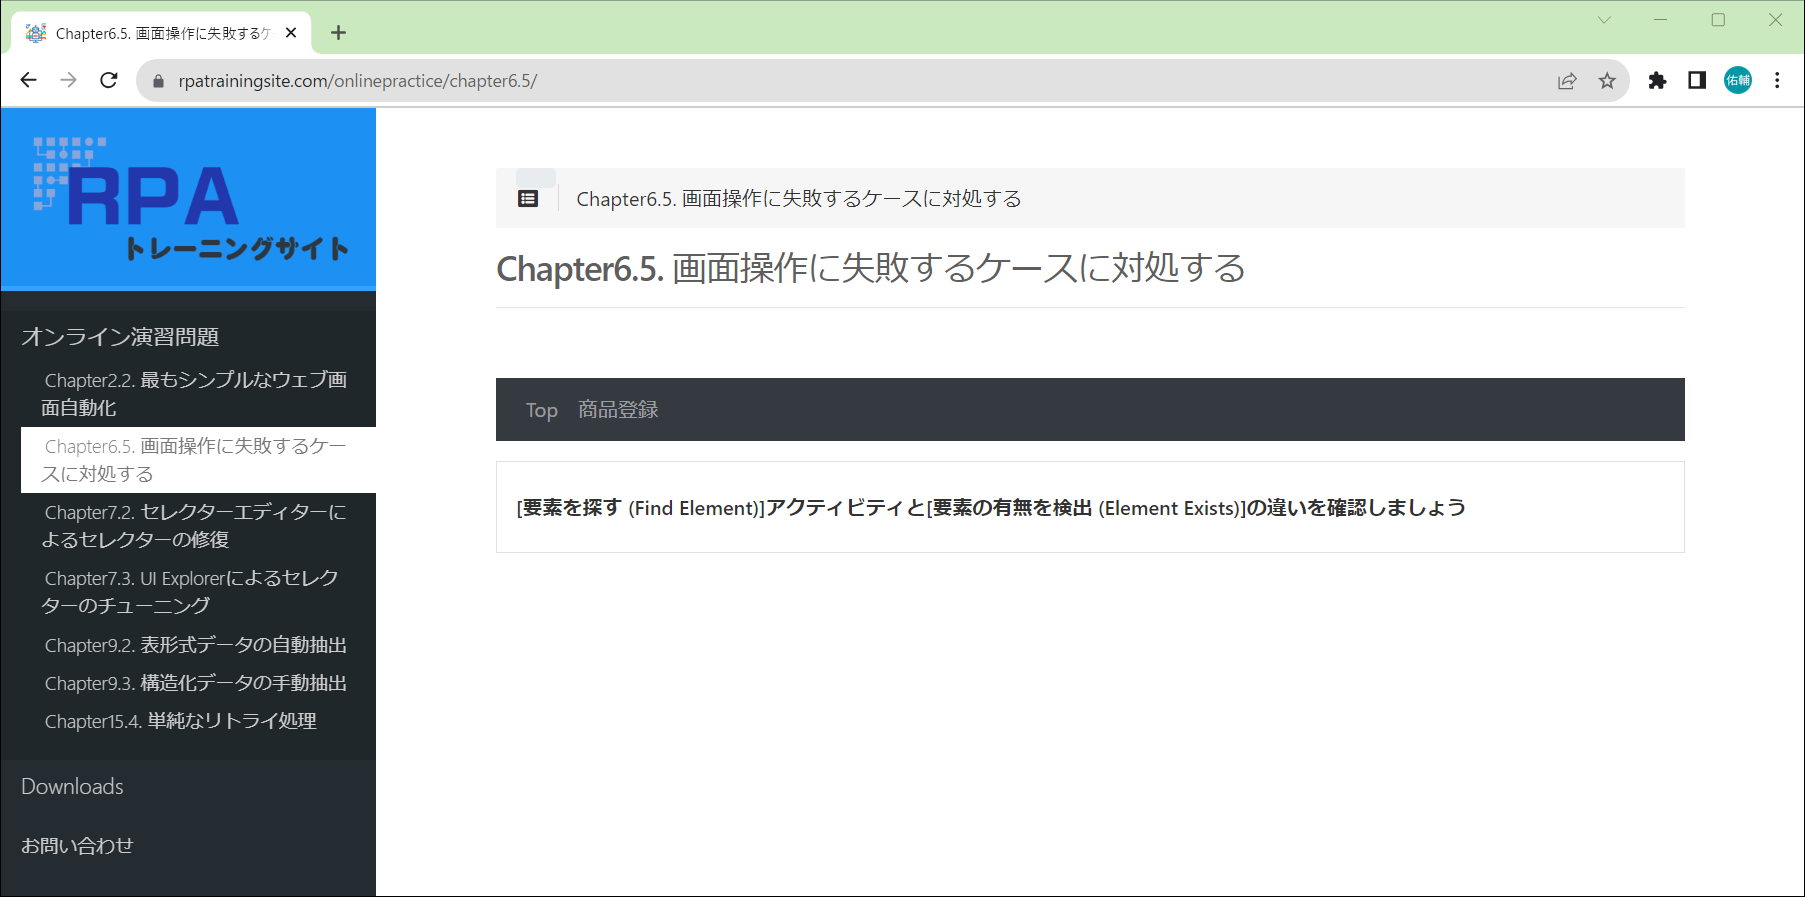 Chapter6.5. 画面操作に失敗するケ
rpatrainingsite.com/onlinepractice/chapter6.5/
佑輔
RPA
トレーニングサイト
オンライン演習問題
Chapter2.2. 最もシンプルなウェブ画
面自動化
Chapter6.5. 画面操作に失敗するケー
スに対処する
Chapter7.2. セレクターエディターに
よるセレクターの修復
Chapter7.3. UI Explorerによるセレク
ターのチューニング
Chapter9.2. 表形式データの自動抽出
Chapter9.3. 構造化データの手動抽出
Chapter15.4. 単純なリトライ処理
Downloads
お問い合わせ
Chapter6.5. 画面操作に失敗するケースに対処する
Chapter6.5. 画面操作に失敗するケースに対処する
Top 商品登録
[要素を探す (Find Element)]アクティビティと[要素の有無を検出 (Element Exists)]の違いを確認しましょう